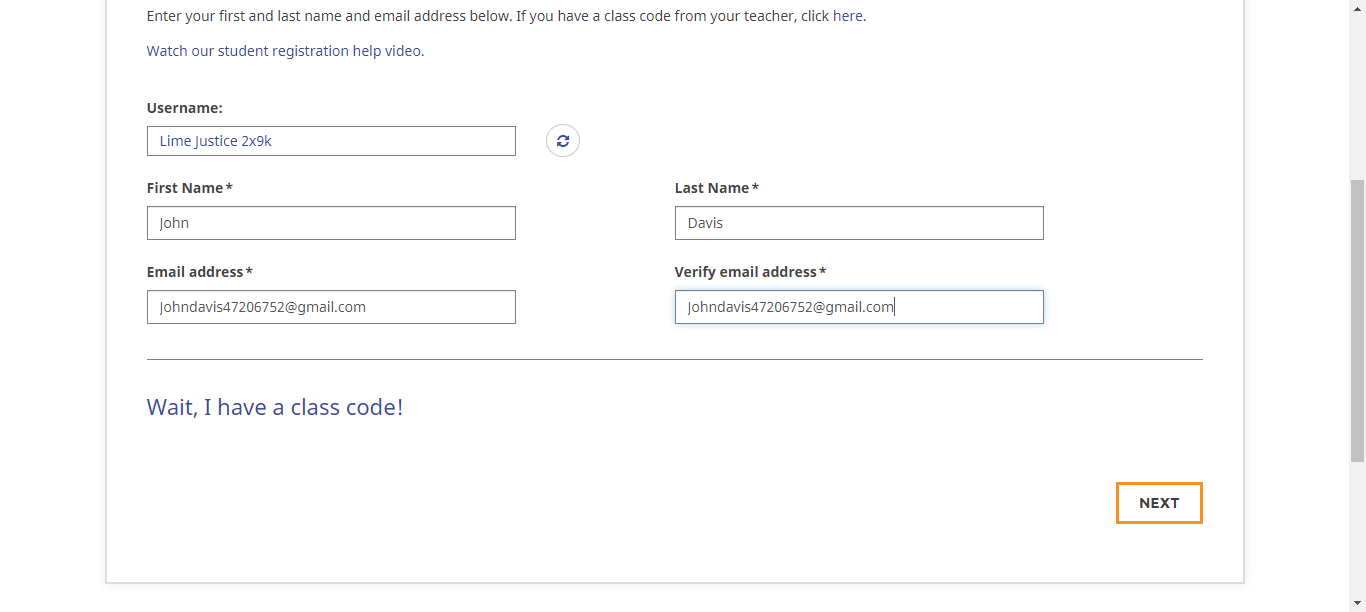 Enter your first and last name and email address below. If you have a class code from your teacher, click here.
Watch our student registration help video.
Username:
Lime Justice 2x9k
First Name*
Last Name*
John
Davis
Email address*
Verify email address*
Johndavis47206752@gmail.com
Johndavis47206752@gmail.com
Wait, I have a class code!
NEXT